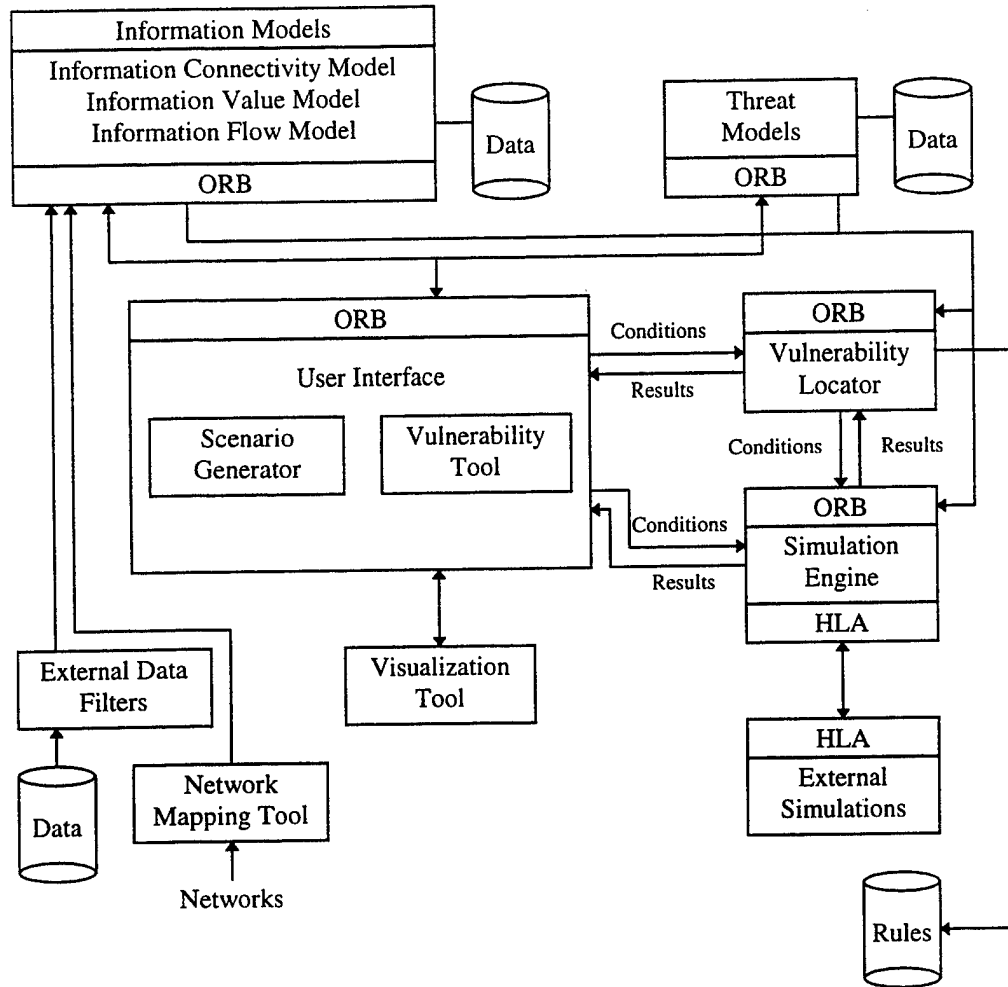 Information Models
Information Connectivity Model
Information Value Model
Information Flow Model
ORB
Data
Threat
Models
ORB
Data
ORB
User Interface
Scenario
Generator
Vulnerability
Tool
Conditions
Results
ORB
Vulnerability
Locator
Conditions
Results
Conditions
Results
ORB
Simulation
Engine
HLA
External Data
Filters
Visualization
Tool
HLA
External
Simulations
Data
Network
Mapping Tool
Networks
Rules